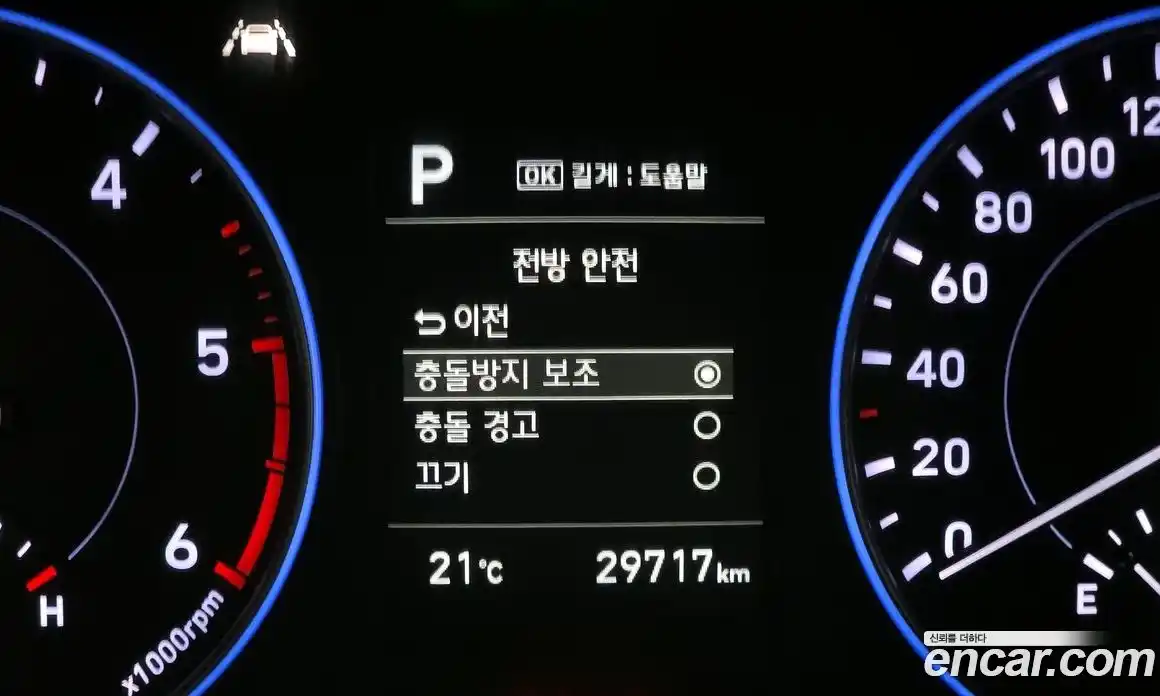 P
OK 길게 : 도움말
전방 안전
이전
충돌방지 보조
충돌 경고
끄기
21°C
29717km
4
5
6
H
x1000rpm
120
100
80
60
40
20
0
E
신뢰를 더하다
encar.com